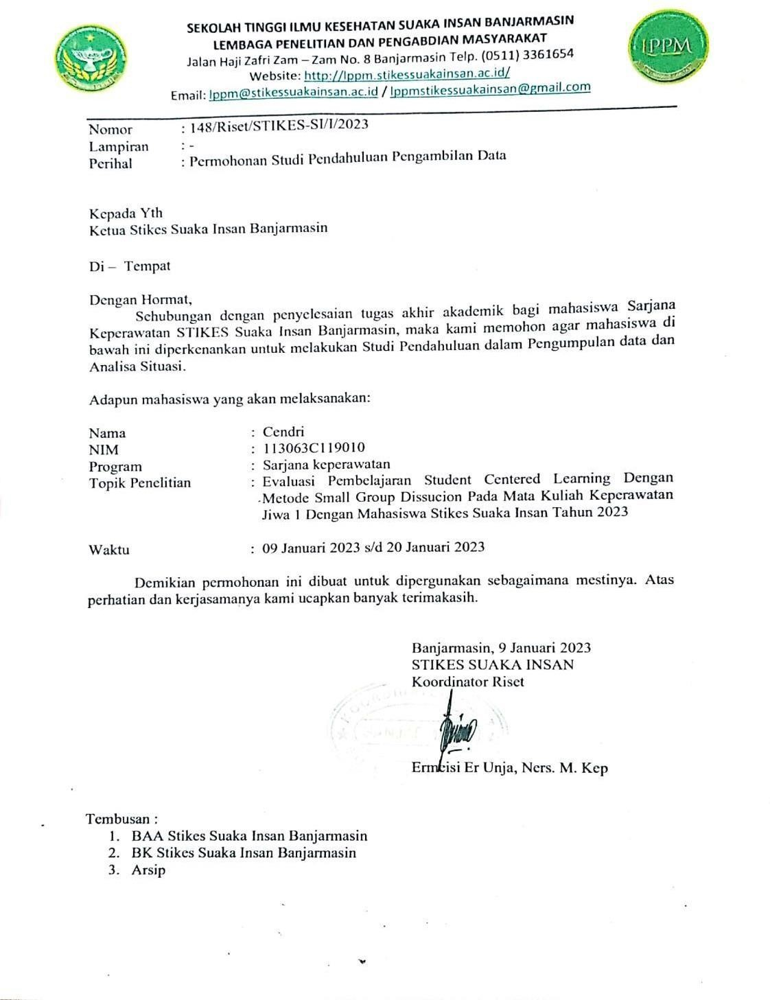 SEKOLAH TINGGI ILMU KESEHATAN SUAKA INSAN BANJARMASIN
LEMBAGA PENELITIAN DAN PENGABDIAN MASYARAKAT
Jalan Haji Zafri Zam – Zam No. 8 Banjarmasin Telp. (0511) 3361654
Website: http://lppm.stikessuakainsan.ac.id/
Email: lppm@stikessuakainsan.ac.id / lppmstikessuakainsan@gmail.com
LPPM
Nomor : 148/Riset/STIKES-SI/I/2023
Lampiran : -
Perihal : Permohonan Studi Pendahuluan Pengambilan Data
Kepada Yth
Ketua Stikes Suaka Insan Banjarmasin
Di – Tempat
Dengan Hormat,
Sehubungan dengan penyelesaian tugas akhir akademik bagi mahasiswa Sarjana
Keperawatan STIKES Suaka Insan Banjarmasin, maka kami memohon agar mahasiswa di
bawah ini diperkenankan untuk melakukan Studi Pendahuluan dalam Pengumpulan data dan
Analisa Situasi.
Adapun mahasiswa yang akan melaksanakan:
Nama : Cendri
NIM : 113063C119010
Program : Sarjana keperawatan
Topik Penelitian : Evaluasi Pembelajaran Student Centered Learning Dengan
Metode Small Group Dissucion Pada Mata Kuliah Keperawatan
Jiwa 1 Dengan Mahasiswa Stikes Suaka Insan Tahun 2023
Waktu : 09 Januari 2023 s/d 20 Januari 2023
Demikian permohonan ini dibuat untuk dipergunakan sebagaimana mestinya. Atas
perhatian dan kerjasamanya kami ucapkan banyak terimakasih.
Banjarmasin, 9 Januari 2023
STIKES SUAKA INSAN
Koordinator Riset
Ermeisi Er Unja, Ners. M. Kep
Tembusan :
1. BAA Stikes Suaka Insan Banjarmasin
2. BK Stikes Suaka Insan Banjarmasin
3. Arsip